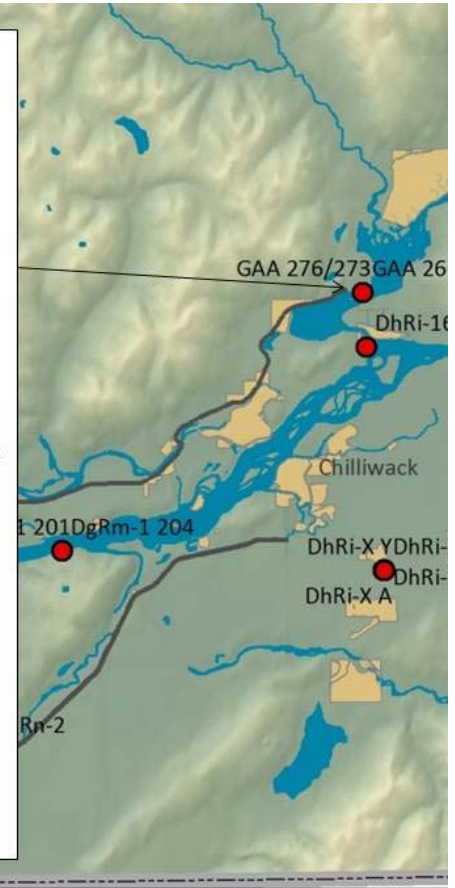 GAA 276/273GAA 26
DhRi-16
Chilliwack
1 201DgRm-1 204
DhRi-X YDhRi-
DhRi-
DhRi-X A
Rn-2